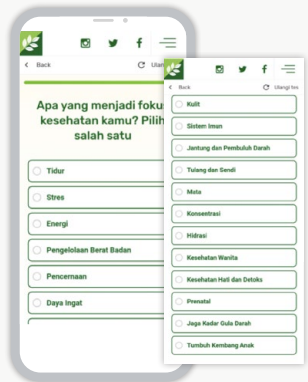 Back
Apa yang menjadi
kesehatan kamu? Pilih
salah satu
Tidur
Stres
Energi
Pengelolaan Berat Badan
Pencernaan
Daya Ingat
Back
Ulangi tes
Kulit
Sistem Imun
Jantung dan Pembuluh Darah
Tulang dan Sendi
Mata
Konsentrasi
Hidrasi
Kesehatan Wanita
Kesehatan Hati dan Detoks
Prenatal
Jaga Kadar Gula Darah
Tumbuh Kembang Anak